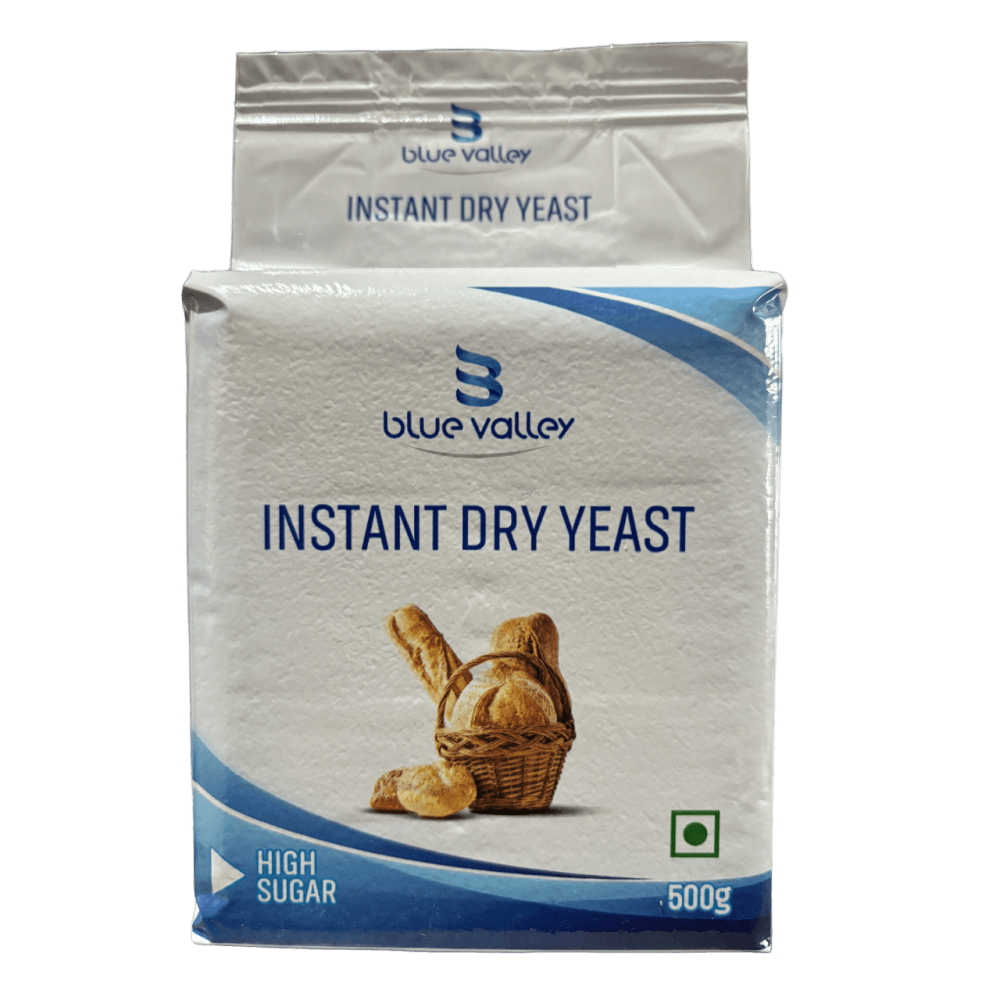 blue valley
INSTANT DRY YEAST
blue valley
INSTANT DRY YEAST
HIGH
SUGAR
500g